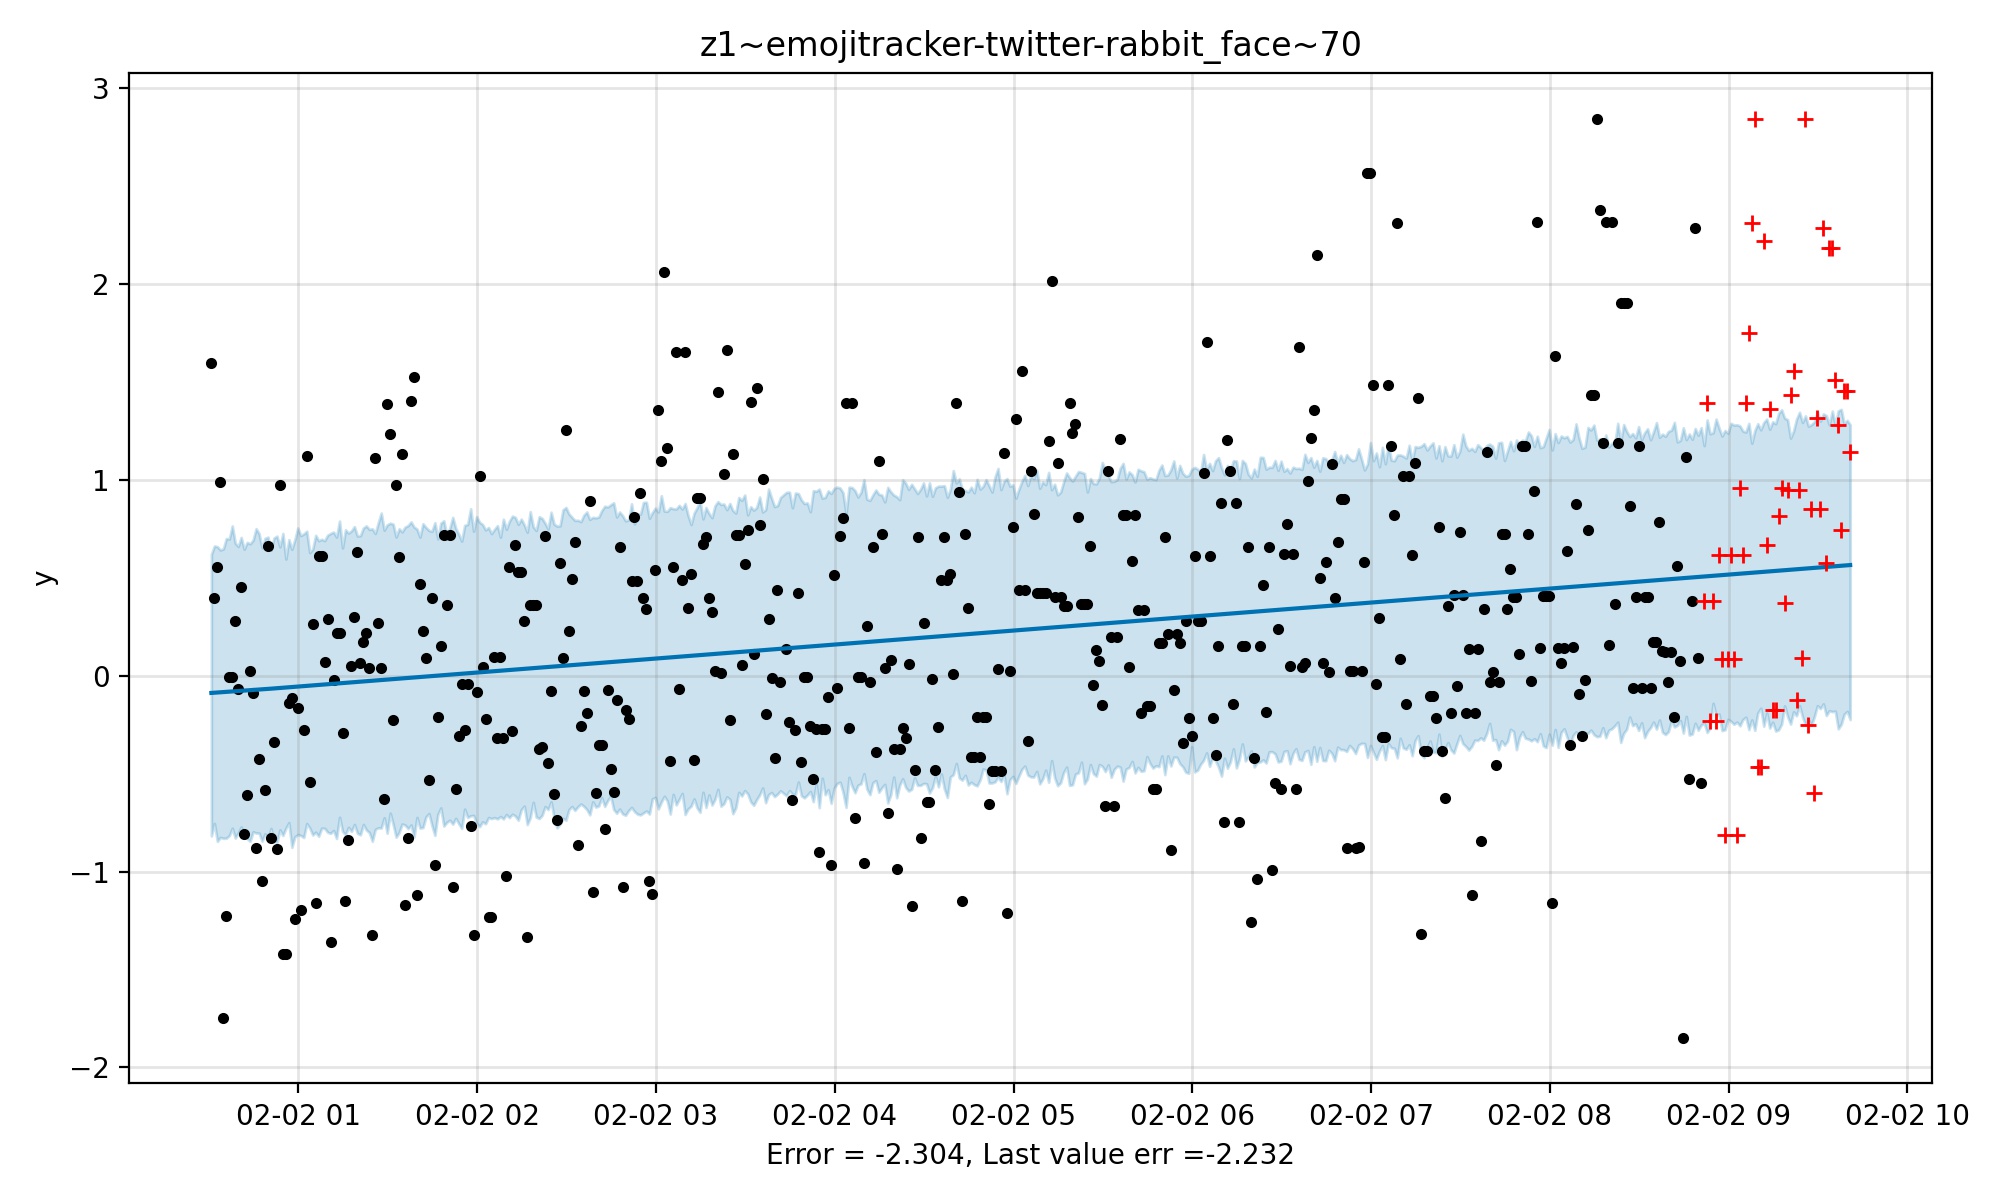 z1~emojitracker-twitter-rabbit_face~70
3
2
1
0
−1
−2
y
02-02 01 02-02 02 02-02 03 02-02 04 02-02 05 02-02 06 02-02 07 02-02 08 02-02 09 02-02 10
Error = -2.304, Last value err =-2.232